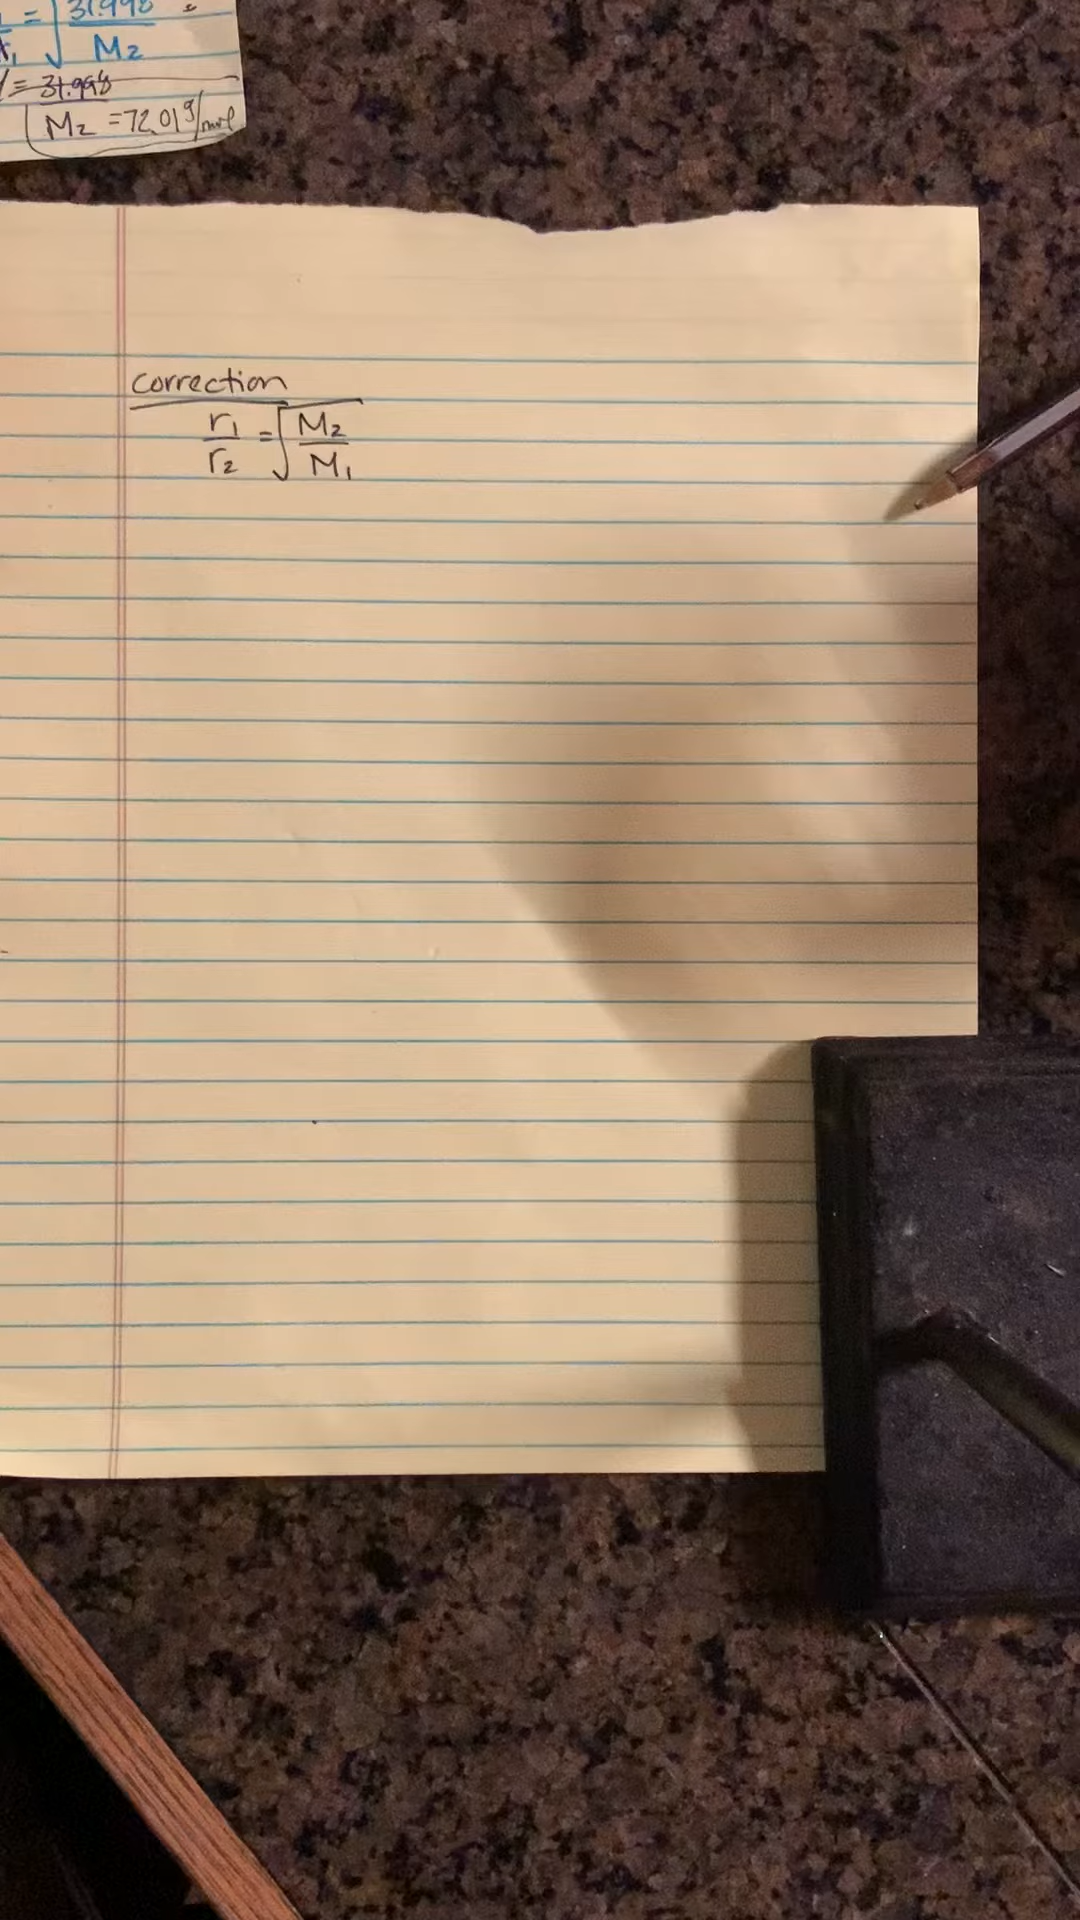 = √31.998/M₂
= 31.998
M₂ = 72.01 g/mol
correction
r₁/r₂ = √M₂/M₁